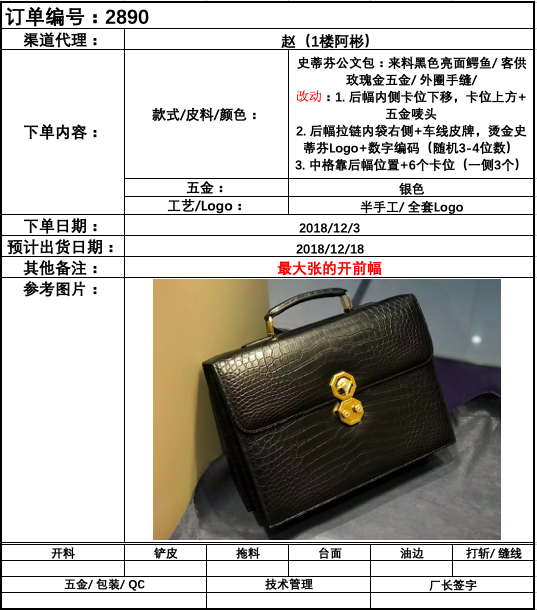 订单编号：2890
渠道代理：
赵（1楼阿彬）
下单内容：
款式/皮料/颜色：
史蒂芬公文包：来料黑色亮面鳄鱼/ 客供
玫瑰金五金/ 外圈手缝/
改动：1. 后幅内侧卡位下移，卡位上方+
五金唛头
2. 后幅拉链内袋右侧+车线皮牌，烫金史
蒂芬Logo+数字编码（随机3-4位数）
3. 中格靠后幅位置+6个卡位（一侧3个）
五金：
银色
工艺/Logo：
半手工/ 全套Logo
下单日期：
2018/12/3
预计出货日期：
2018/12/18
其他备注：
最大张的开前幅
参考图片：
开料 铲皮 拖料 台面 油边 打斩/ 缝线
五金/ 包装/ QC 技术管理 厂长签字